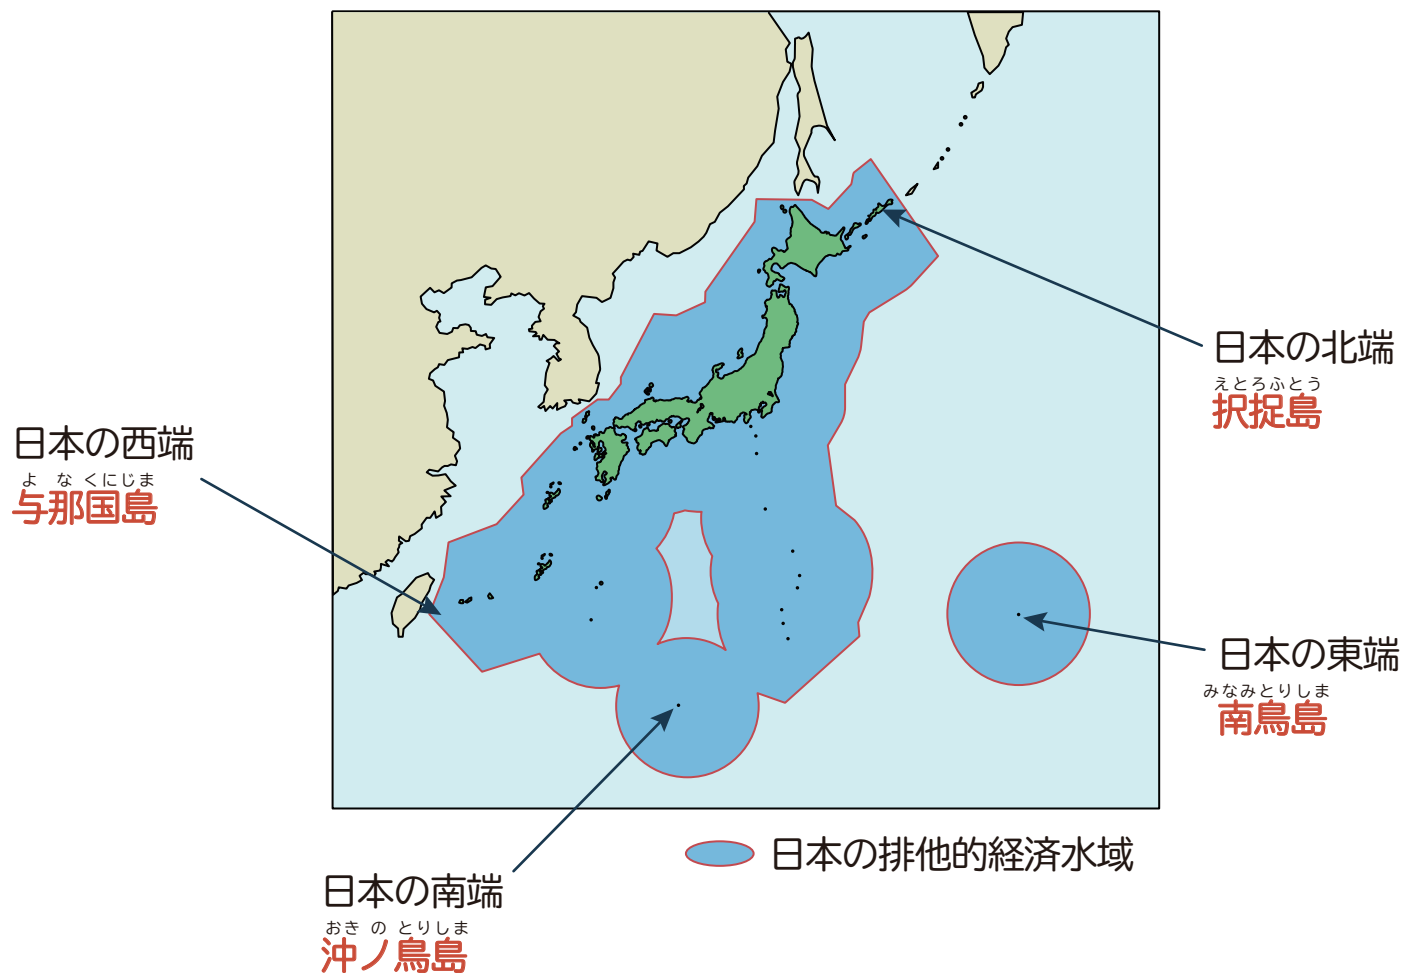 日本の北端
えとろふとう
択捉島
日本の西端
よ な くにじま
与那国島
日本の東端
みなみとりしま
南鳥島
日本の排他的経済水域
日本の南端
おき の とりしま
沖ノ鳥島